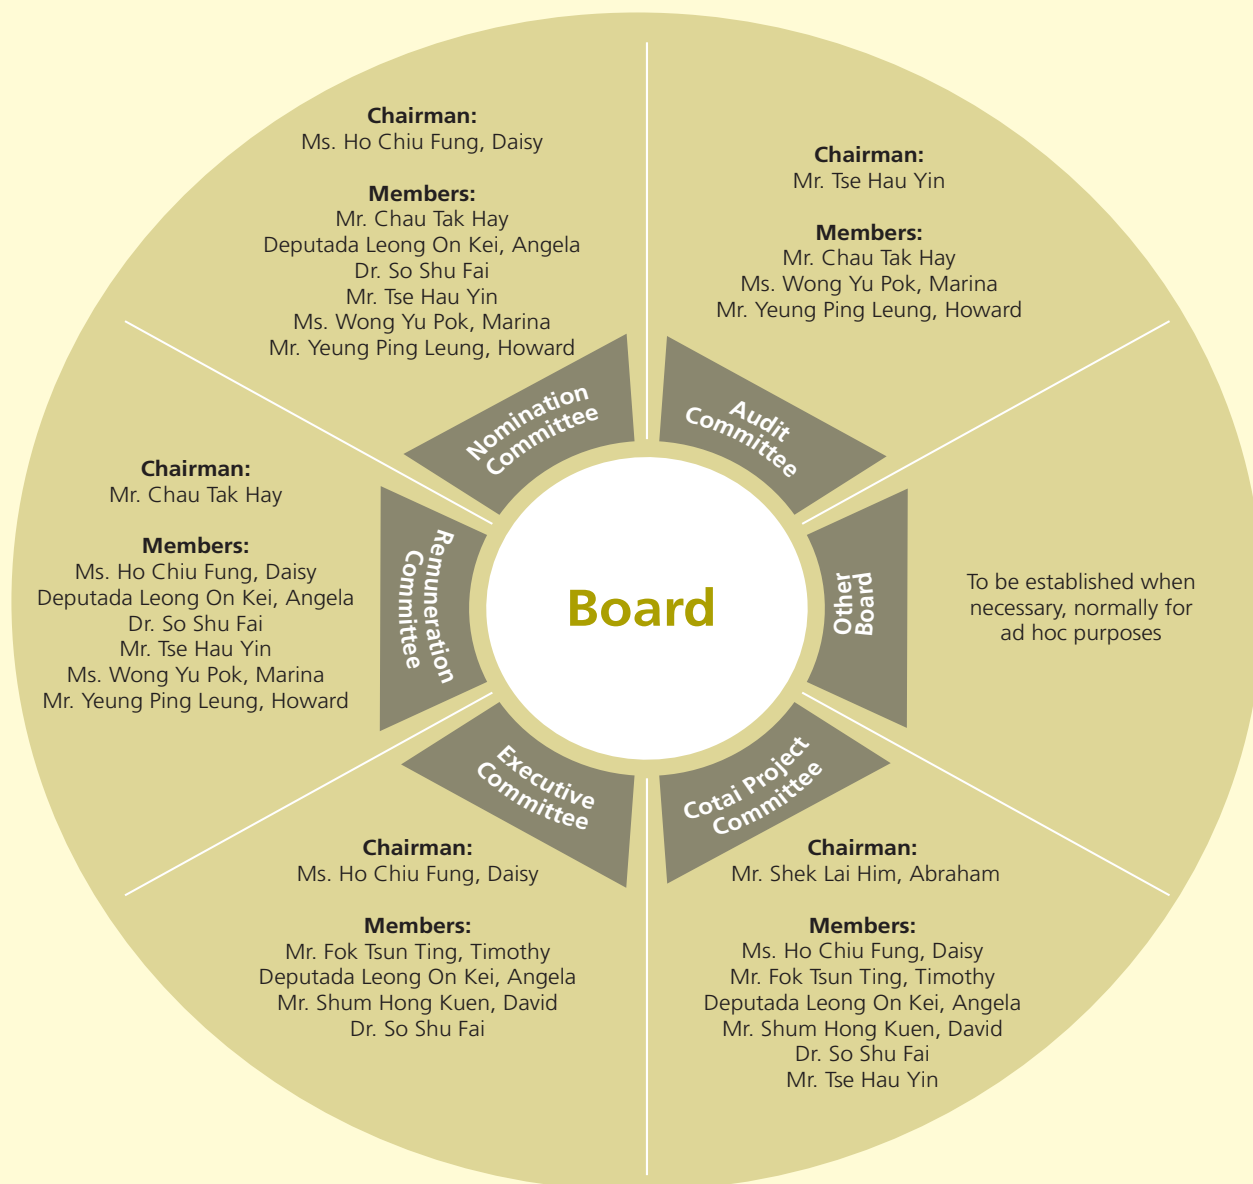 Chairman:
Ms. Ho Chiu Fung, Daisy
Members:
Mr. Chau Tak Hay
Deputada Leong On Kei, Angela
Dr. So Shu Fai
Mr. Tse Hau Yin
Ms. Wong Yu Pok, Marina
Mr. Yeung Ping Leung, Howard
Nomination
Committee
Chairman:
Mr. Tse Hau Yin
Members:
Mr. Chau Tak Hay
Ms. Wong Yu Pok, Marina
Mr. Yeung Ping Leung, Howard
Audit
Committee
Chairman:
Mr. Chau Tak Hay
Members:
Ms. Ho Chiu Fung, Daisy
Deputada Leong On Kei, Angela
Dr. So Shu Fai
Mr. Tse Hau Yin
Ms. Wong Yu Pok, Marina
Mr. Yeung Ping Leung, Howard
Remuneration
Committee
Board
Other
Board
To be established when
necessary, normally for
ad hoc purposes
Executive
Committee
Chairman:
Ms. Ho Chiu Fung, Daisy
Members:
Mr. Fok Tsun Ting, Timothy
Deputada Leong On Kei, Angela
Mr. Shum Hong Kuen, David
Dr. So Shu Fai
Cotai Project
Committee
Chairman:
Mr. Shek Lai Him, Abraham
Members:
Ms. Ho Chiu Fung, Daisy
Mr. Fok Tsun Ting, Timothy
Deputada Leong On Kei, Angela
Mr. Shum Hong Kuen, David
Dr. So Shu Fai
Mr. Tse Hau Yin